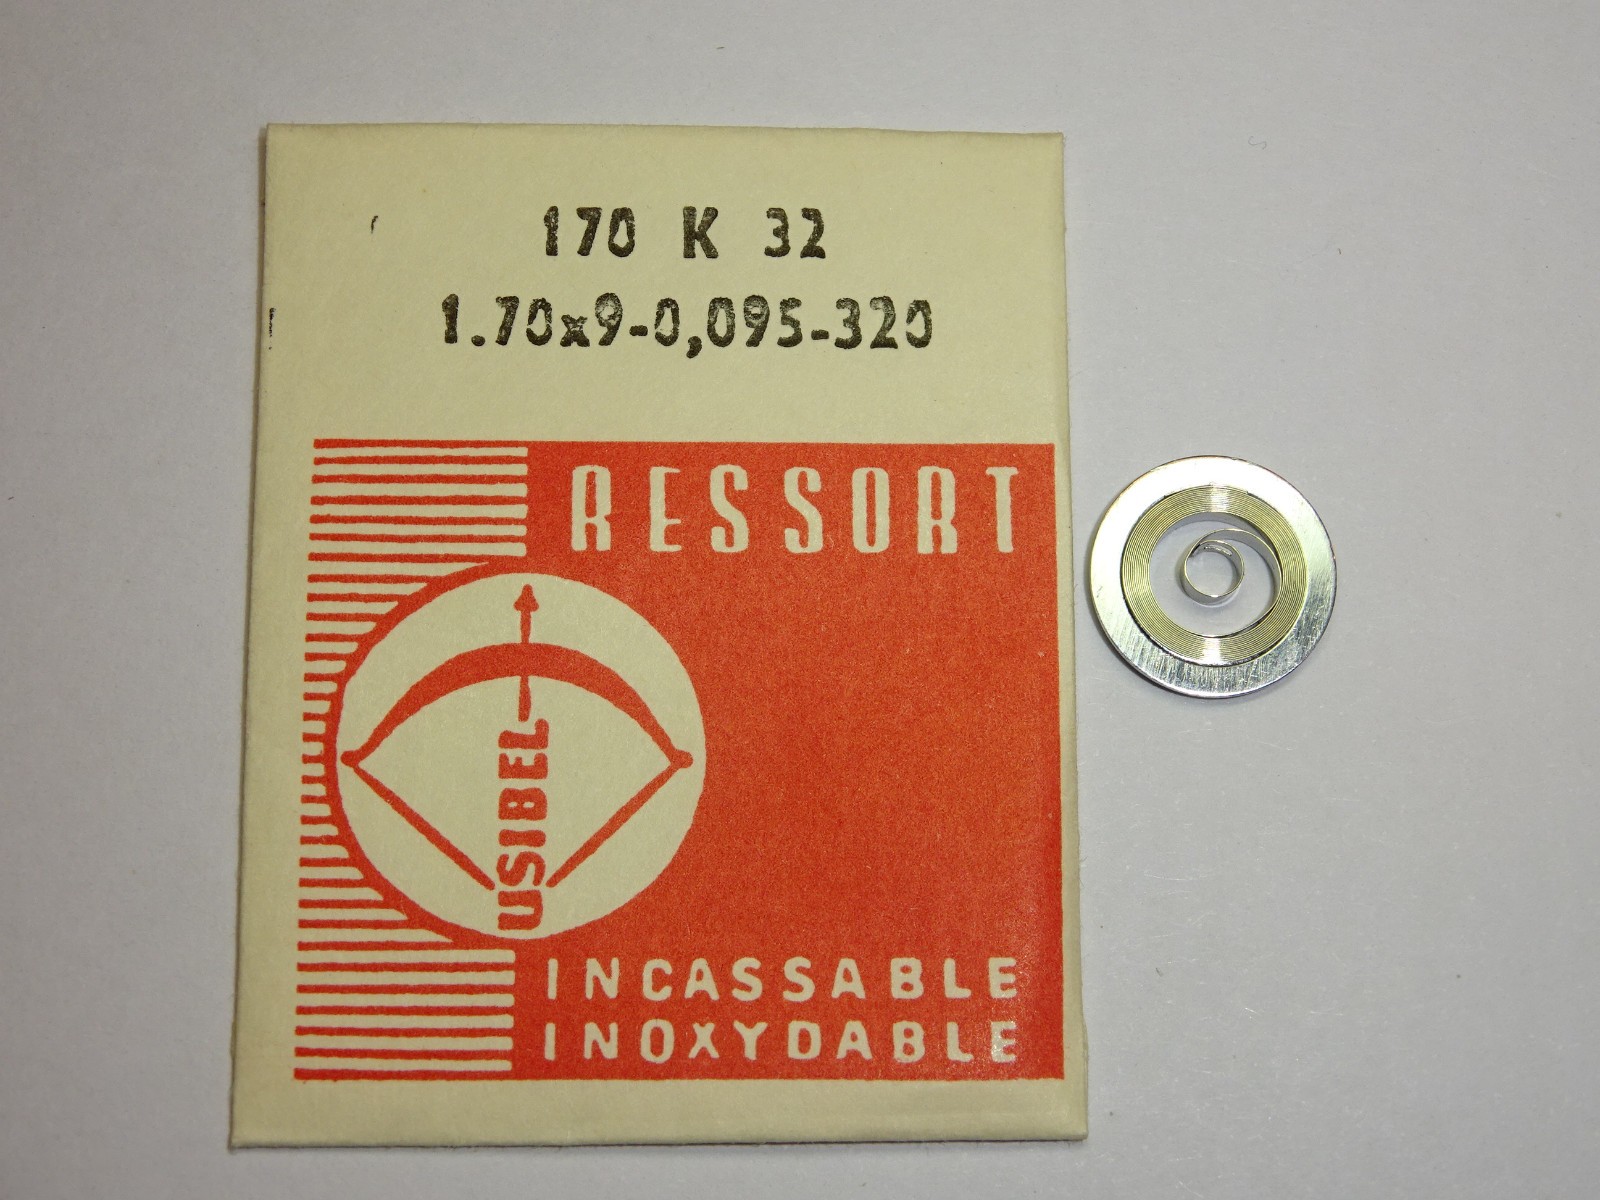 170 K 32
1.70x9-0,095-320
RESSORT
USIBEL
INCASSABLE
INOXYDABLE